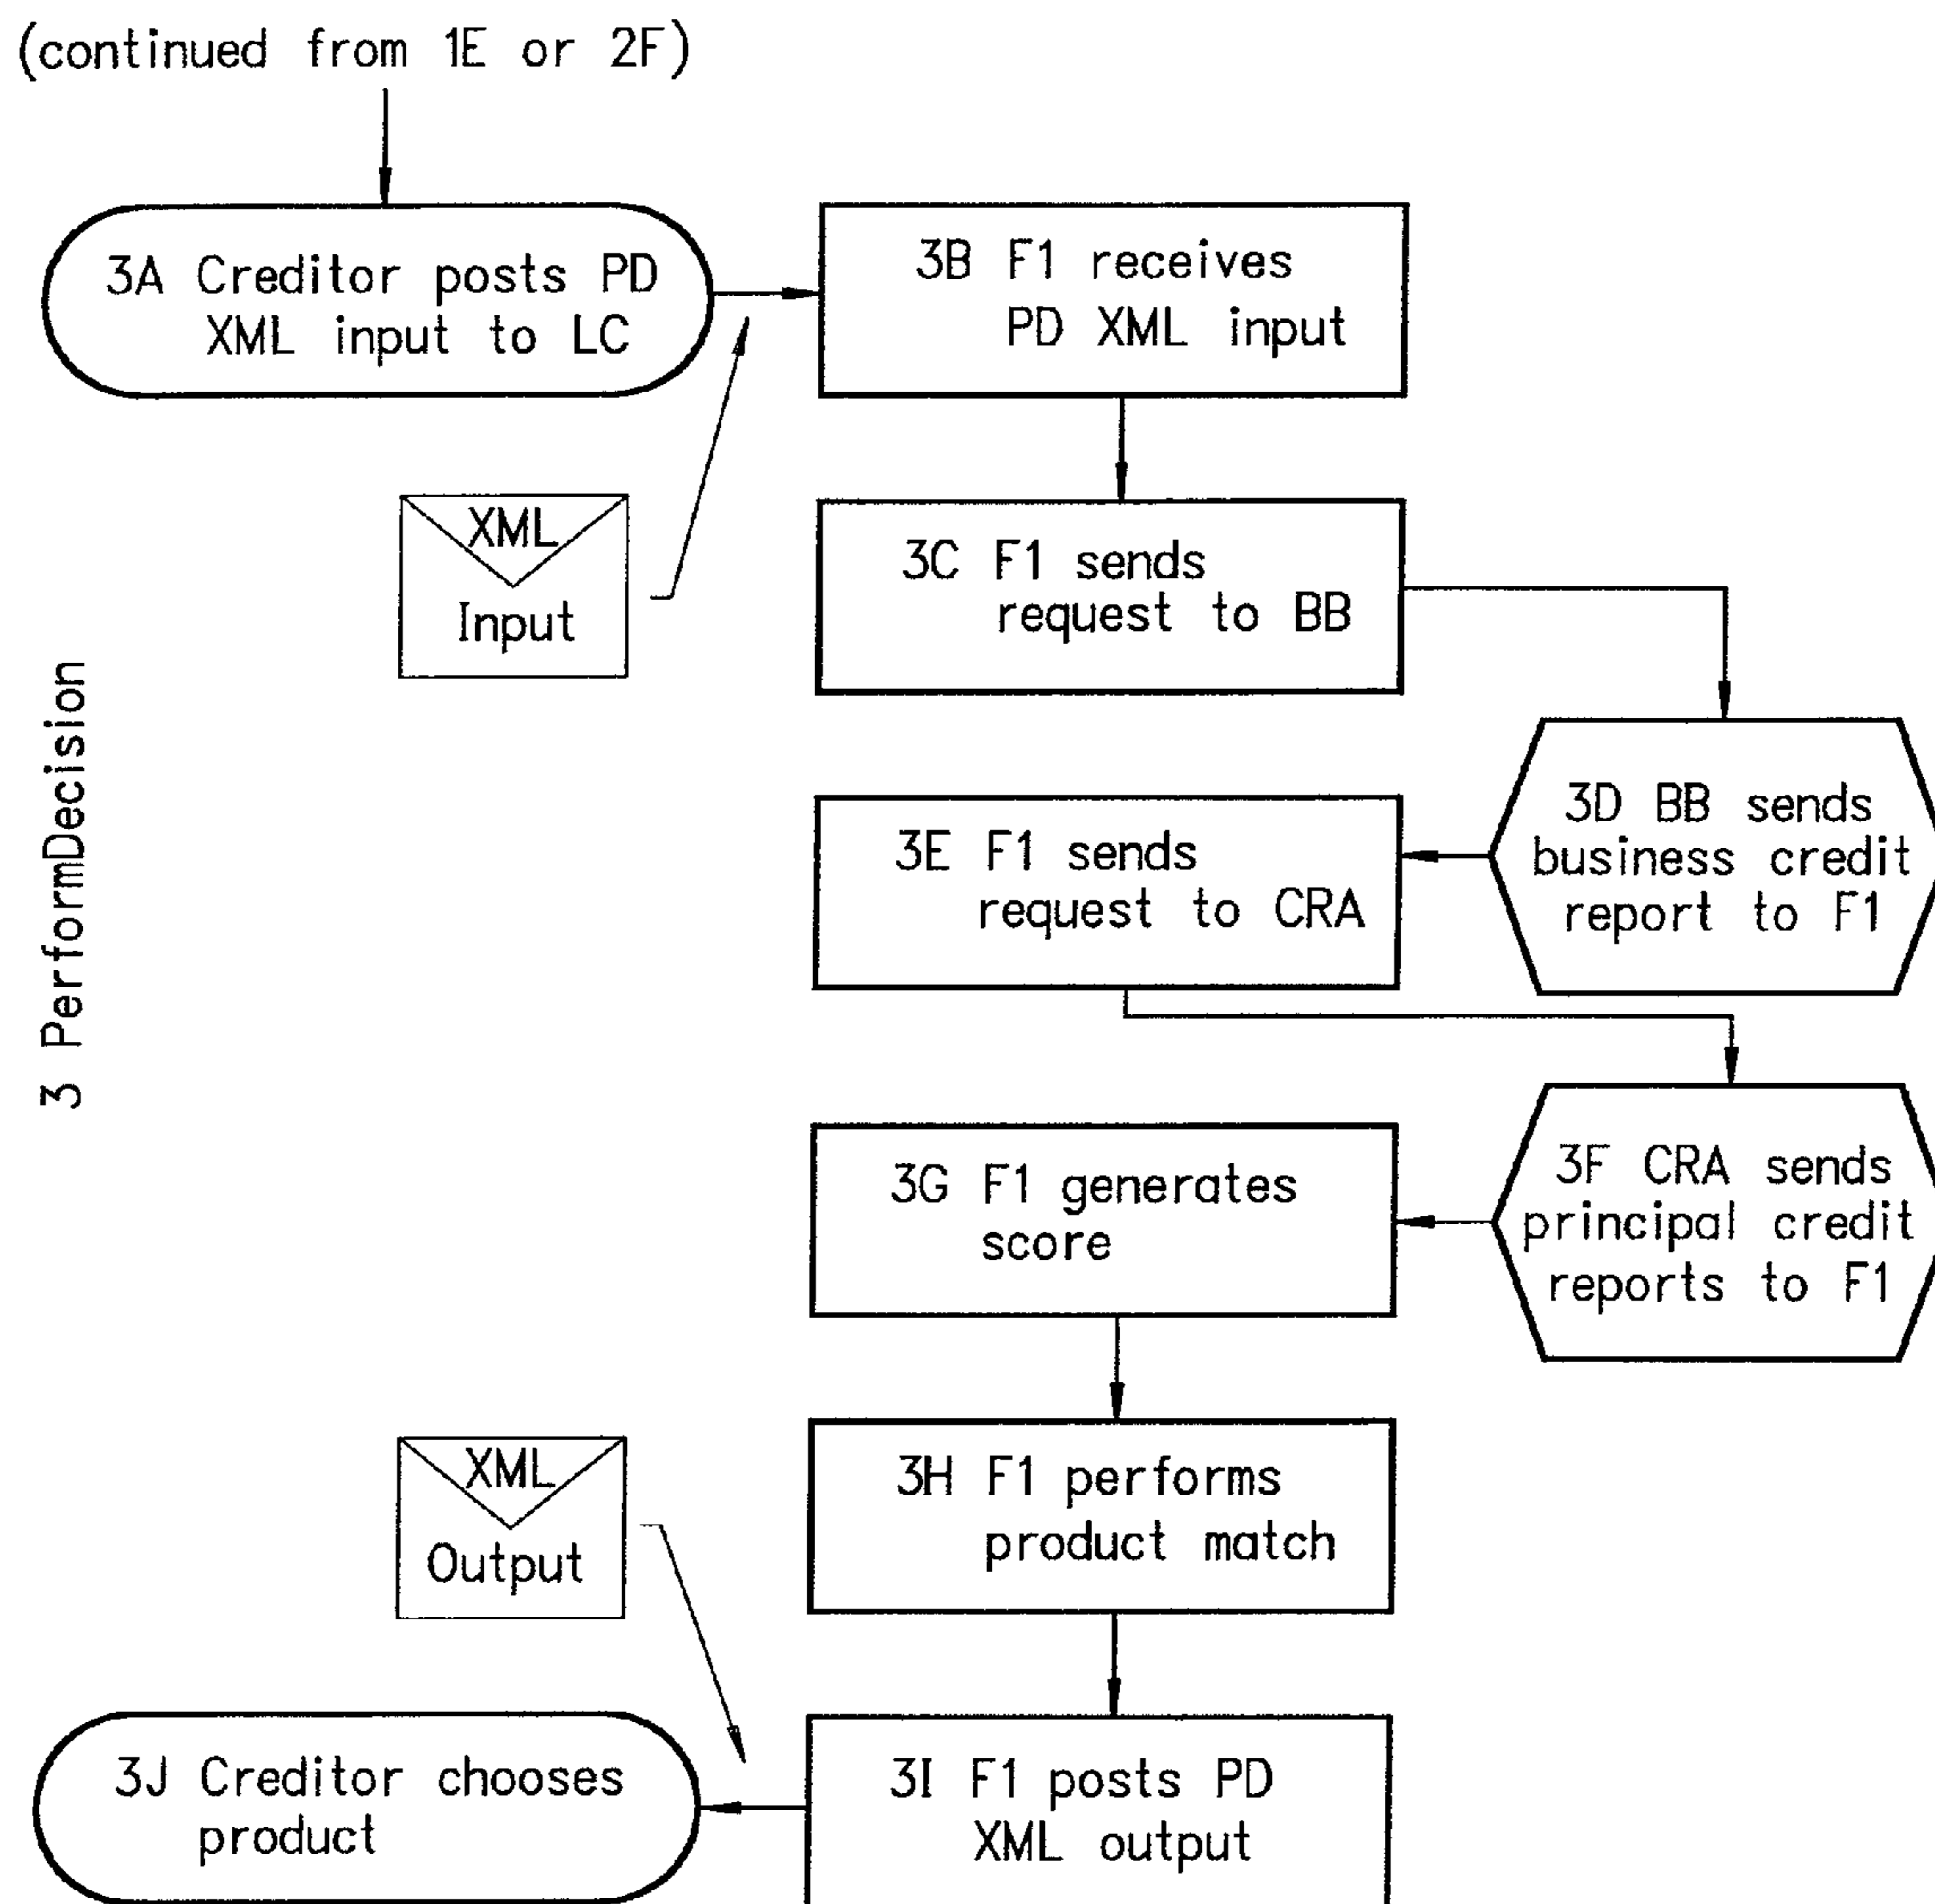 (continued from 1E or 2F)
3A Creditor posts PD
XML input to LC
3B F1 receives
PD XML input
XML
Input
3C F1 sends
request to BB
3D BB sends
business credit
report to F1
3E F1 sends
request to CRA
3 PerformDecision
3F CRA sends
principal credit
reports to F1
3G F1 generates
score
3H F1 performs
product match
XML
Output
3I F1 posts PD
XML output
3J Creditor chooses
product